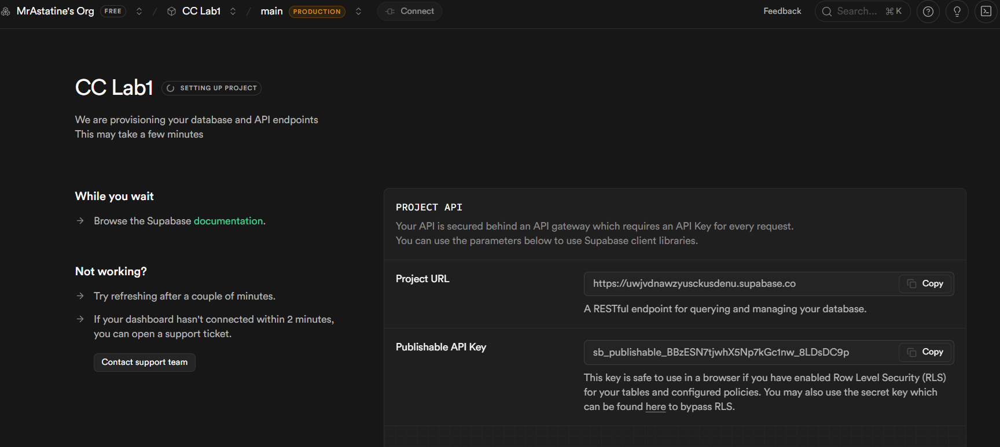 MrAstatine's Org FREE / CC Lab1 / main PRODUCTION Connect Feedback Search... ⌘ K
CC Lab1 SETTING UP PROJECT
We are provisioning your database and API endpoints
This may take a few minutes
While you wait
Browse the Supabase documentation.
Not working?
Try refreshing after a couple of minutes.
If your dashboard hasn't connected within 2 minutes,
you can open a support ticket.
Contact support team
PROJECT API
Your API is secured behind an API gateway which requires an API Key for every request.
You can use the parameters below to use Supabase client libraries.
Project URL
https://uwjvdnawzyusckusdenu.supabase.co Copy
A RESTful endpoint for querying and managing your database.
Publishable API Key
sb_publishable_BBzESN7tjwhX5Np7kGc1nw_8LDsDC9p Copy
This key is safe to use in a browser if you have enabled Row Level Security (RLS)
for your tables and configured policies. You may also use the secret key which
can be found here to bypass RLS.